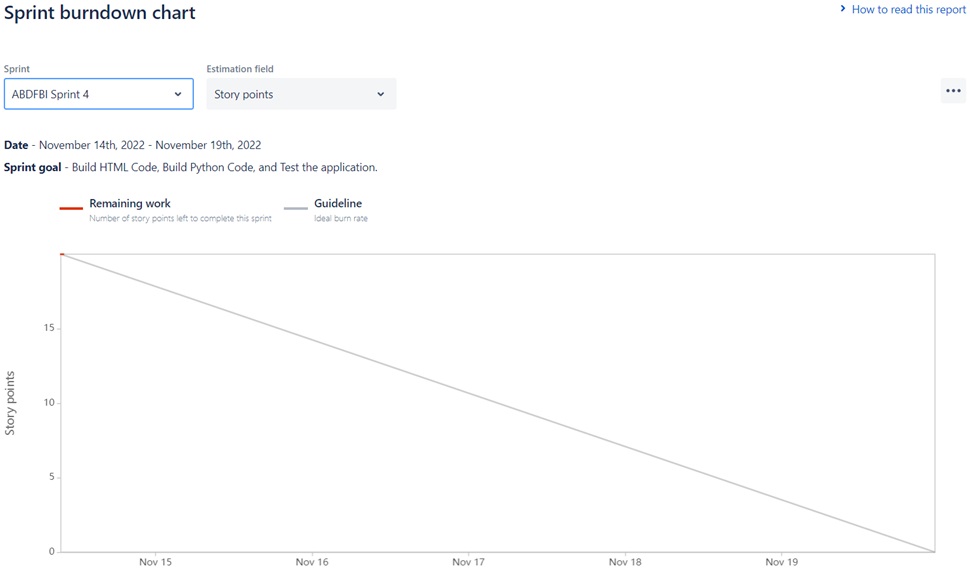 Sprint burndown chart
How to read this report
Sprint
Estimation field
ABDFBI Sprint 4
Story points
Date - November 14th, 2022 - November 19th, 2022
Sprint goal - Build HTML Code, Build Python Code, and Test the application.
Remaining work
Number of story points left to complete this sprint
Guideline
Ideal burn rate
Story points
15
10
5
0
Nov 15
Nov 16
Nov 17
Nov 18
Nov 19